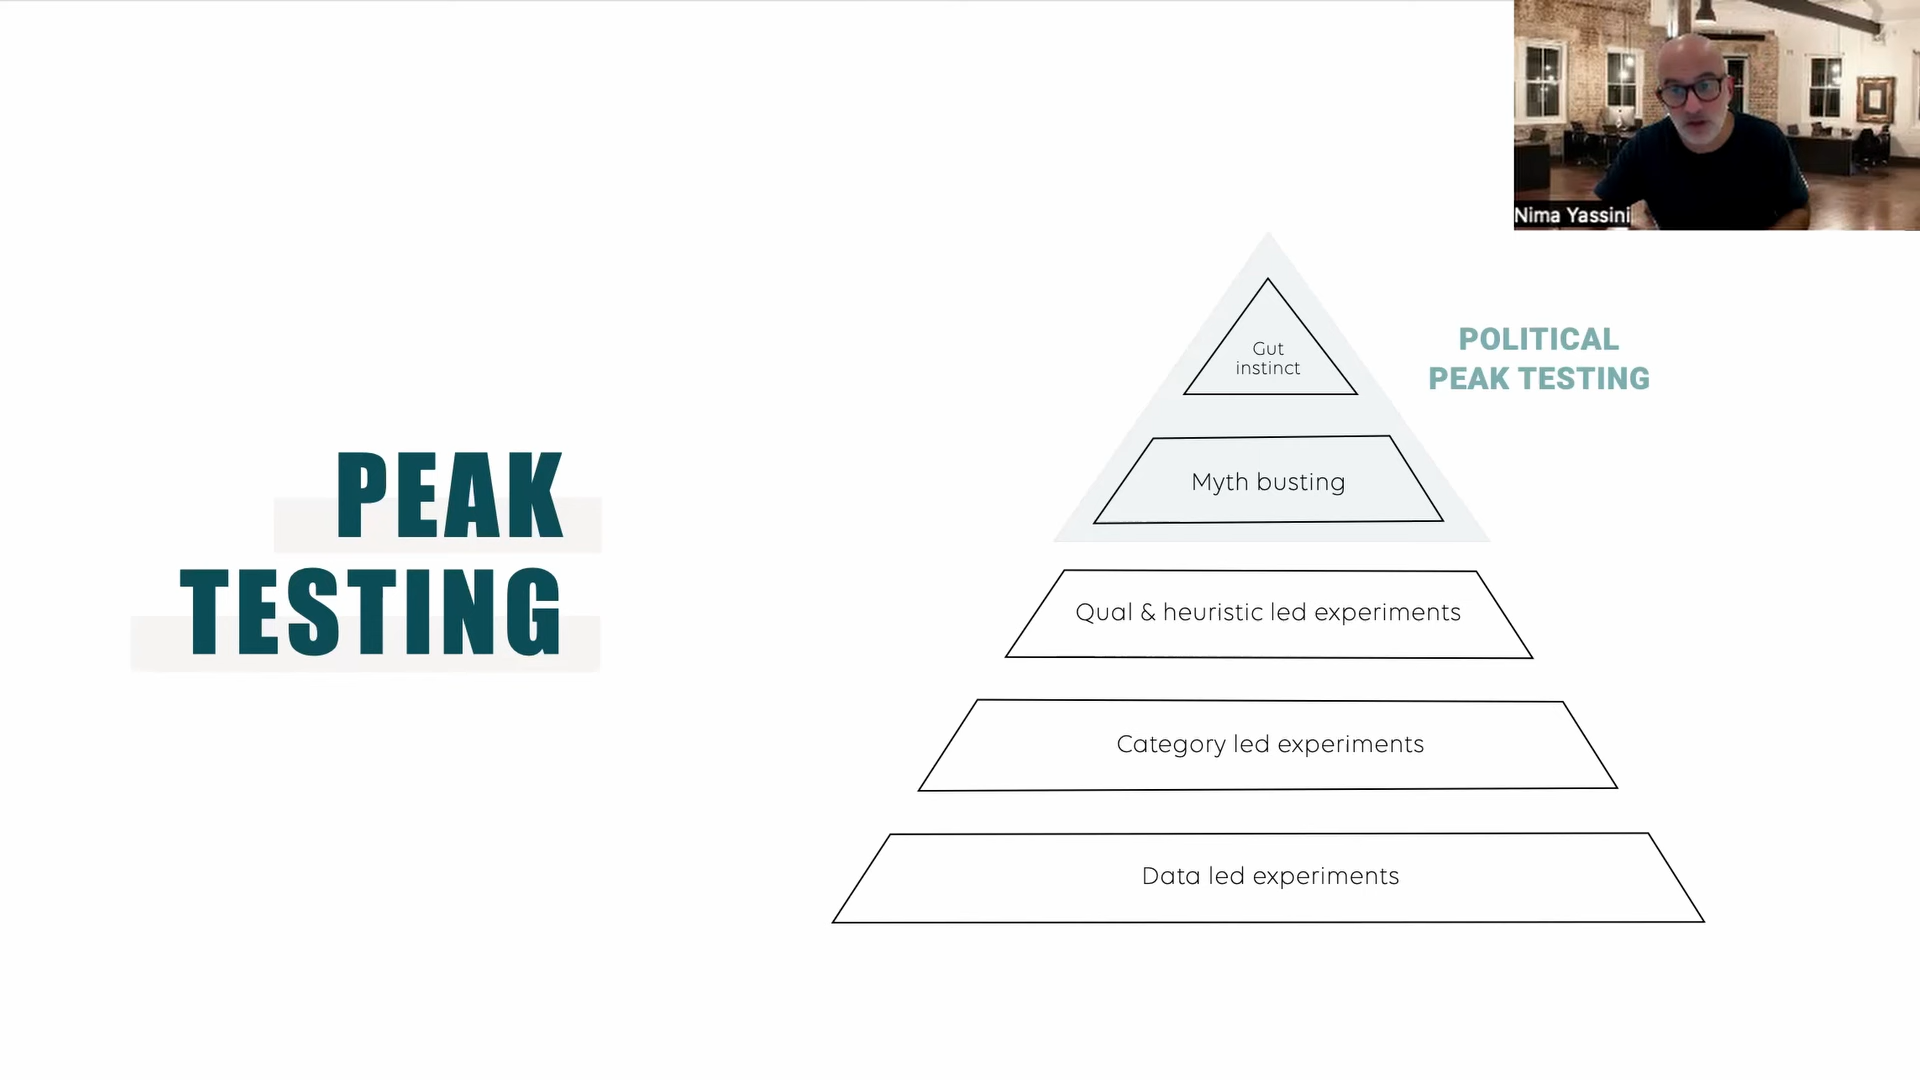 Nima Yassini
PEAK
TESTING
POLITICAL
PEAK TESTING
Gut
instinct
Myth busting
Qual & heuristic led experiments
Category led experiments
Data led experiments